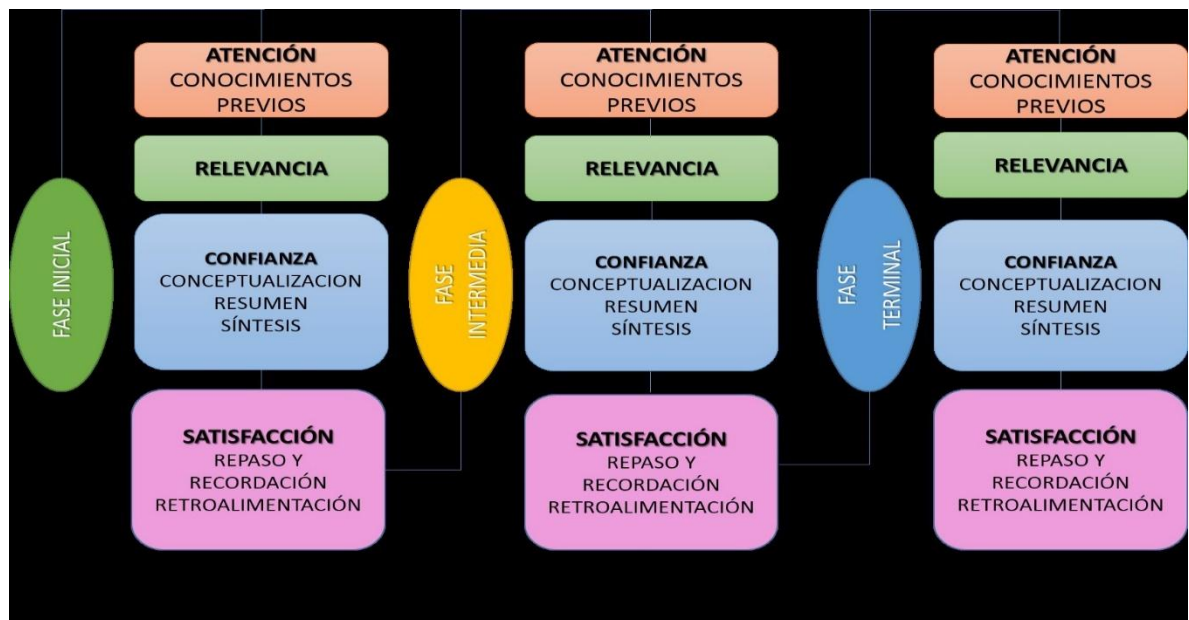 FASE INICIAL
ATENCIÓN
CONOCIMIENTOS
PREVIOS
RELEVANCIA
CONFIANZA
CONCEPTUALIZACION
RESUMEN
SÍNTESIS
SATISFACCIÓN
REPASO Y
RECORDACIÓN
RETROALIMENTACIÓN
FASE
INTERMEDIA
ATENCIÓN
CONOCIMIENTOS
PREVIOS
RELEVANCIA
CONFIANZA
CONCEPTUALIZACION
RESUMEN
SÍNTESIS
SATISFACCIÓN
REPASO Y
RECORDACIÓN
RETROALIMENTACIÓN
FASE
TERMINAL
ATENCIÓN
CONOCIMIENTOS
PREVIOS
RELEVANCIA
CONFIANZA
CONCEPTUALIZACION
RESUMEN
SÍNTESIS
SATISFACCIÓN
REPASO Y
RECORDACIÓN
RETROALIMENTACIÓN